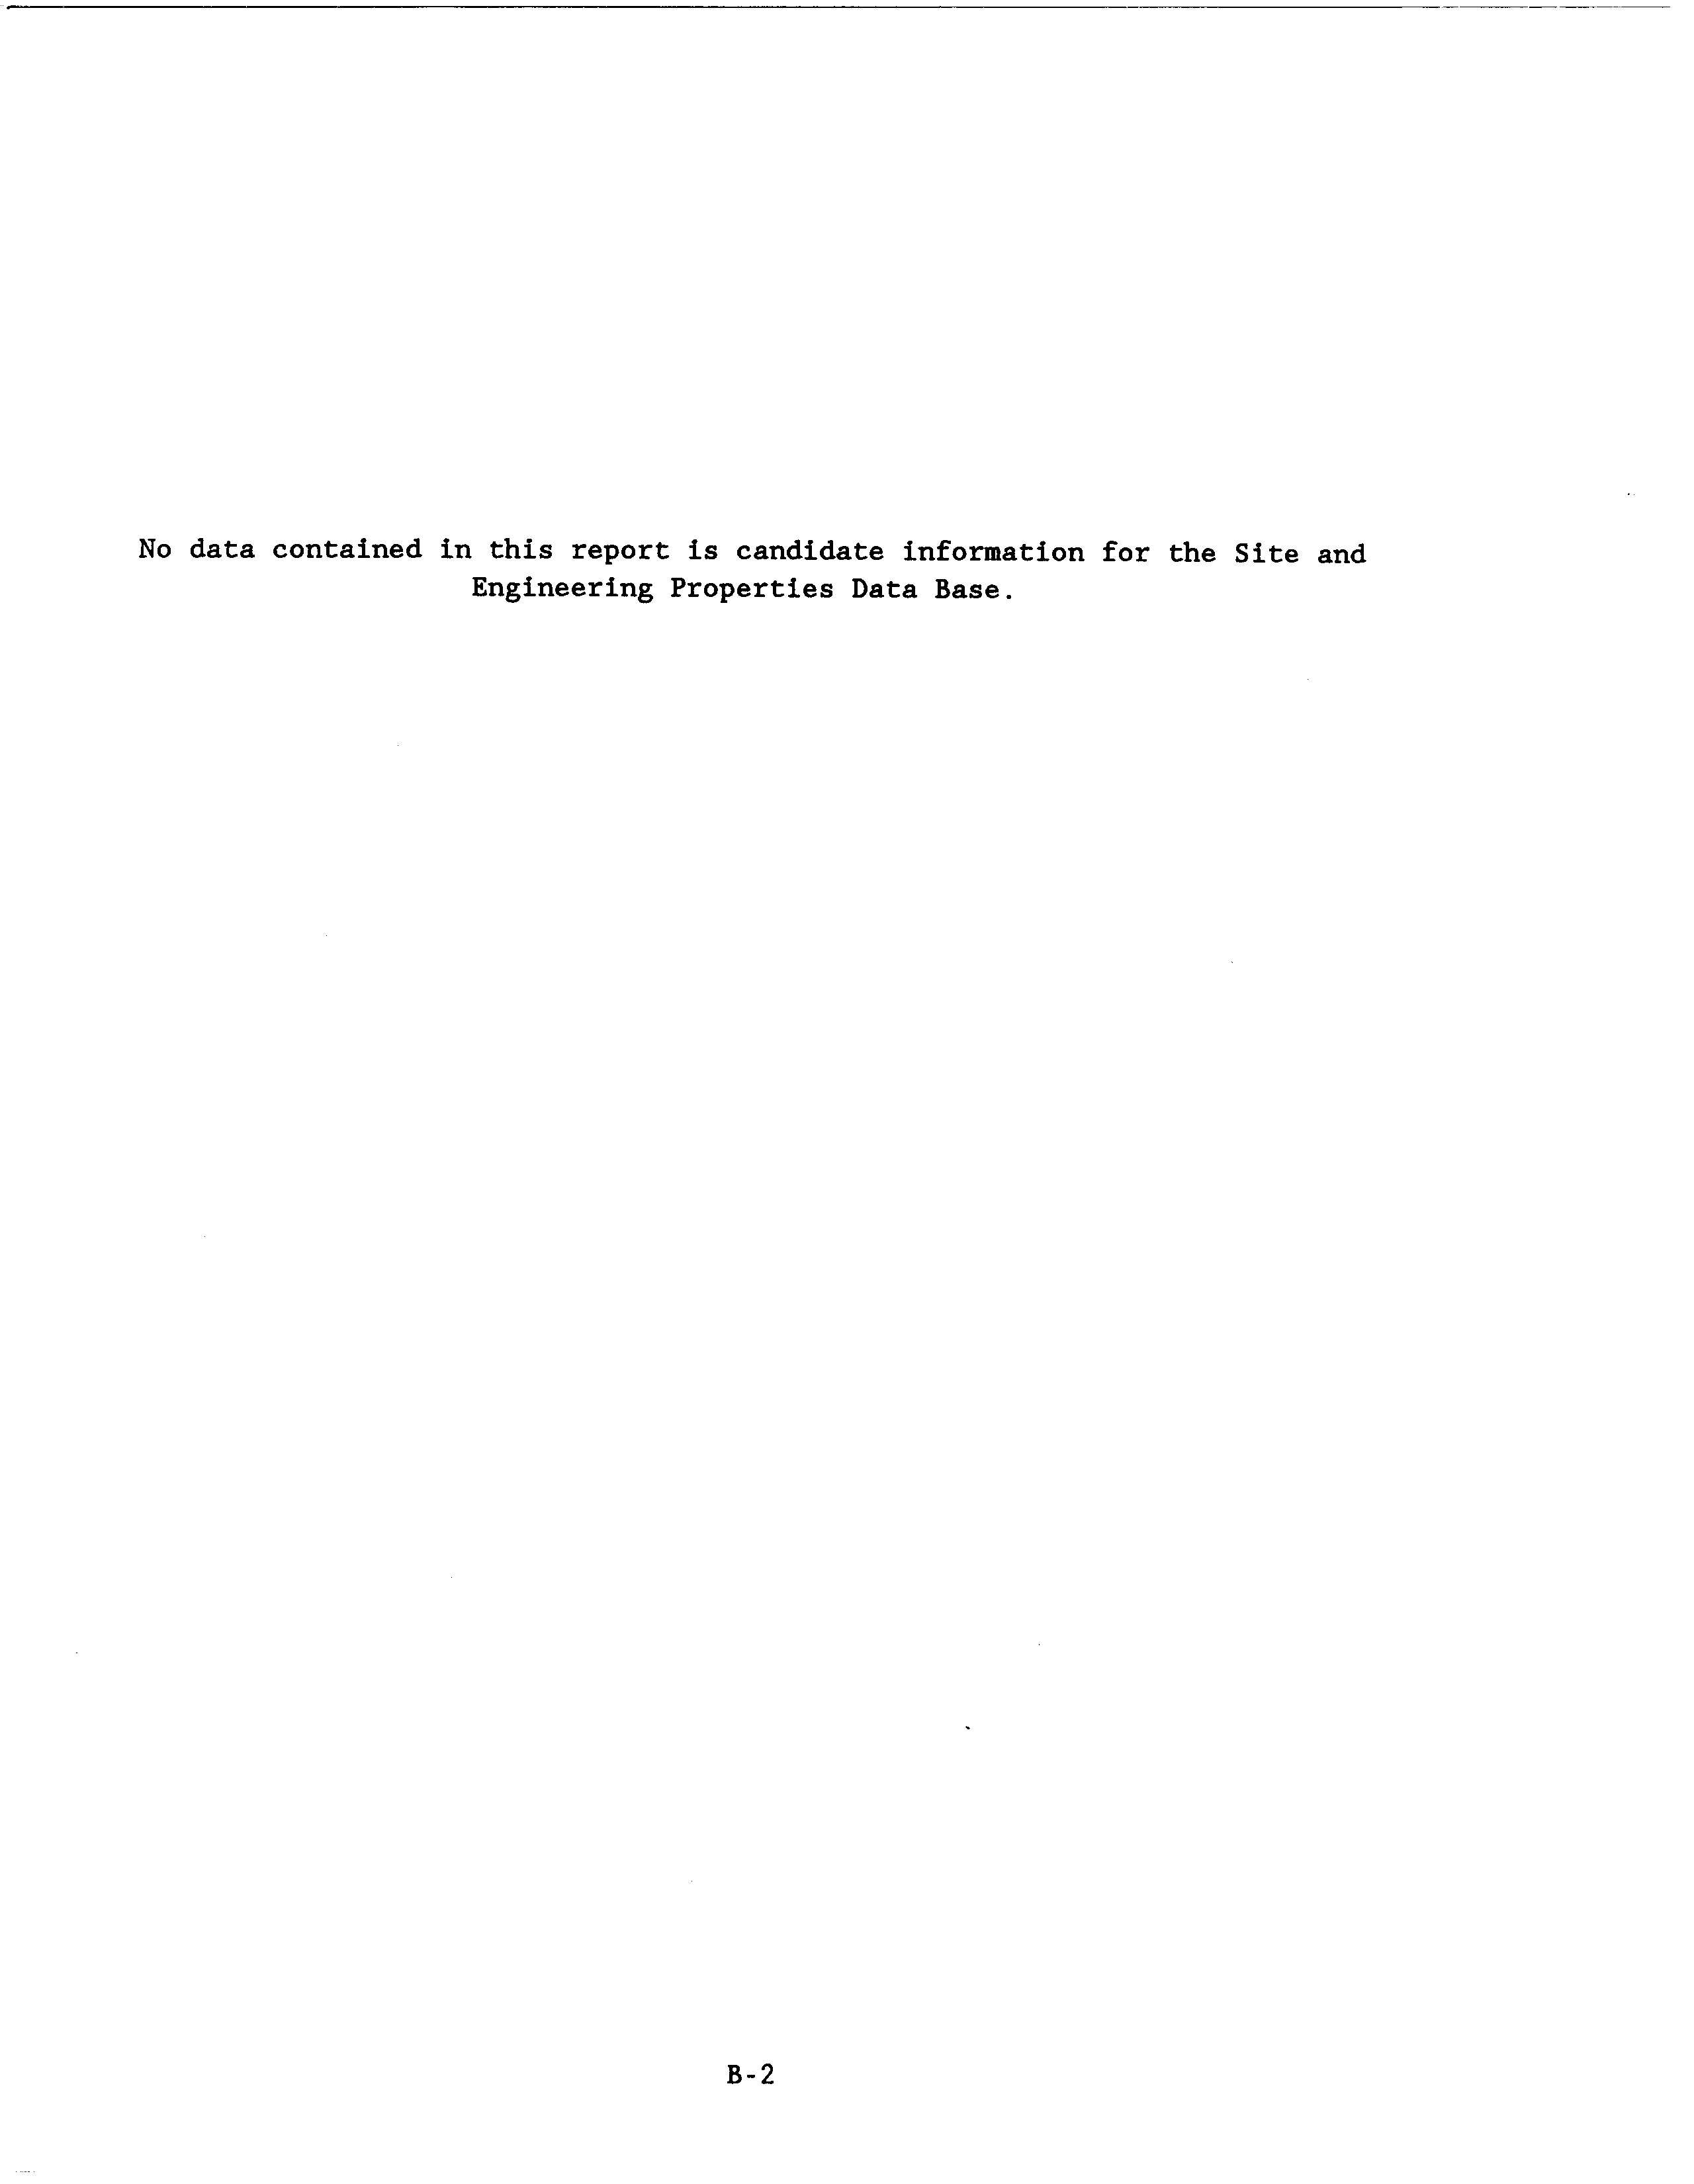 No data contained in this report is candidate information for the Site and
Engineering Properties Data Base.
B-2